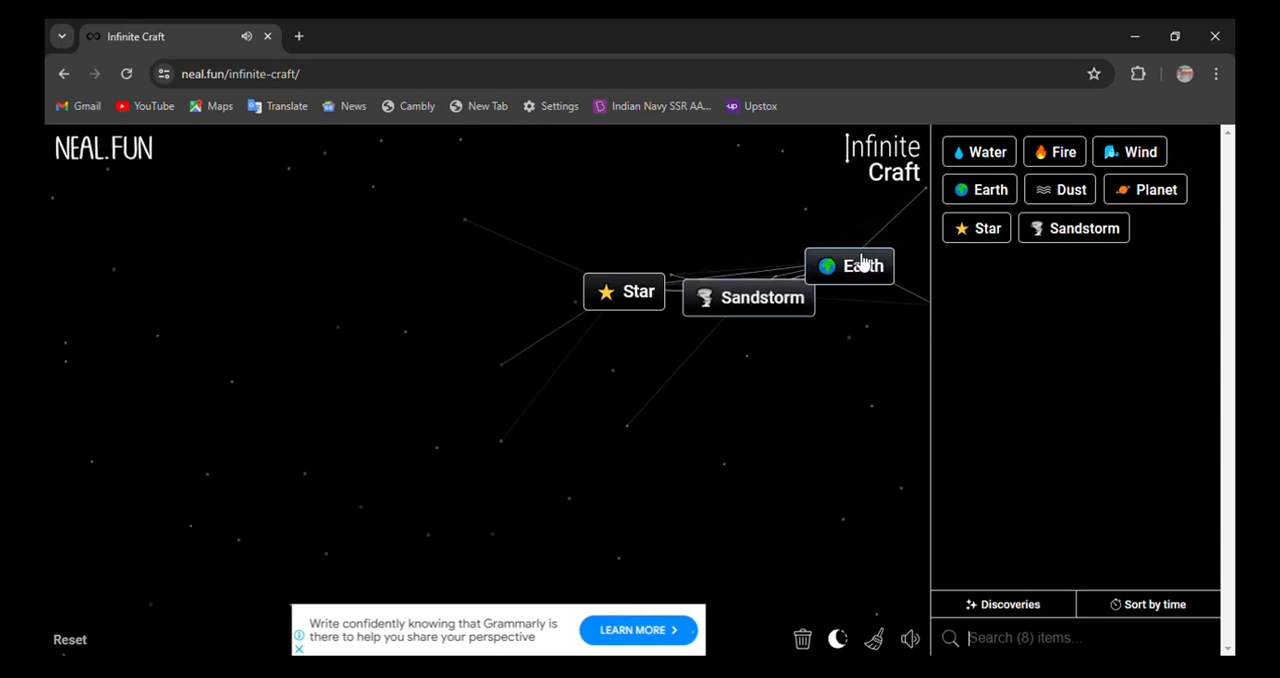 Infinite Craft
neal.fun/infinite-craft/
Gmail YouTube Maps Translate News Cambly New Tab Settings Indian Navy SSR AA... Upstox
NEAL.FUN
Infinite
Craft
Water Fire Wind
Earth Dust Planet
Star Sandstorm
Earth
Star
Sandstorm
Discoveries Sort by time
Write confidently knowing that Grammarly is
there to help you share your perspective
LEARN MORE >
Reset
Search (8) items...